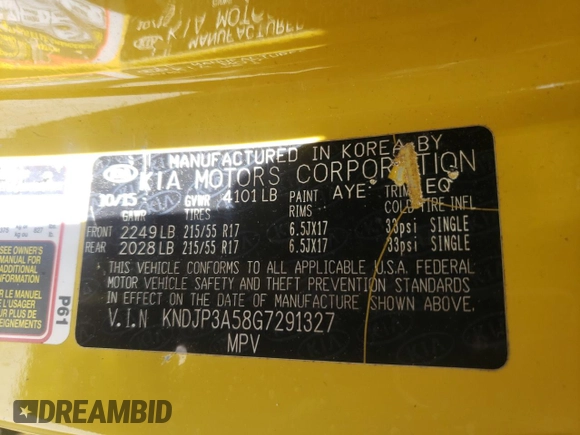 MANUFACTURED IN KOREA BY
KIA KIA MOTORS CORPORATION
10/15 GVWR 4101LB PAINT AYE TRIM EQ
GAWR TIRES RIMS COLD TIRE INFL
FRONT 2249LB 215/55 R17 6.5JX17 33psi SINGLE
REAR 2028LB 215/55 R17 6.5JX17 33psi SINGLE
* THIS VEHICLE CONFORMS TO ALL APPLICABLE U.S.A. FEDERAL
MOTOR VEHICLE SAFETY AND THEFT PREVENTION STANDARDS
IN EFFECT ON THE DATE OF MANUFACTURE SHOWN ABOVE.
V.I.N KNDJP3A58G7291327
MPV
SEE OWNER'S
MANUAL FOR
ADDITIONAL
INFORMATION
LE MANUEL
L'USAGER
P61
DREAMBID